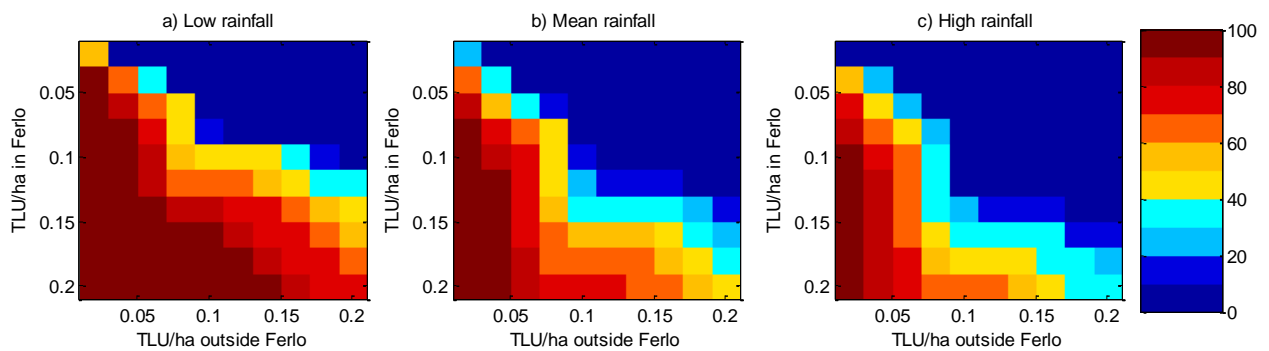 a) Low rainfall
0.05
0.1
0.15
0.2
TLU/ha in Ferlo
0.05 0.1 0.15 0.2
TLU/ha outside Ferlo
b) Mean rainfall
0.05
0.1
0.15
0.2
TLU/ha in Ferlo
0.05 0.1 0.15 0.2
TLU/ha outside Ferlo
c) High rainfall
0.05
0.1
0.15
0.2
TLU/ha in Ferlo
0.05 0.1 0.15 0.2
TLU/ha outside Ferlo
100
80
60
40
20
0